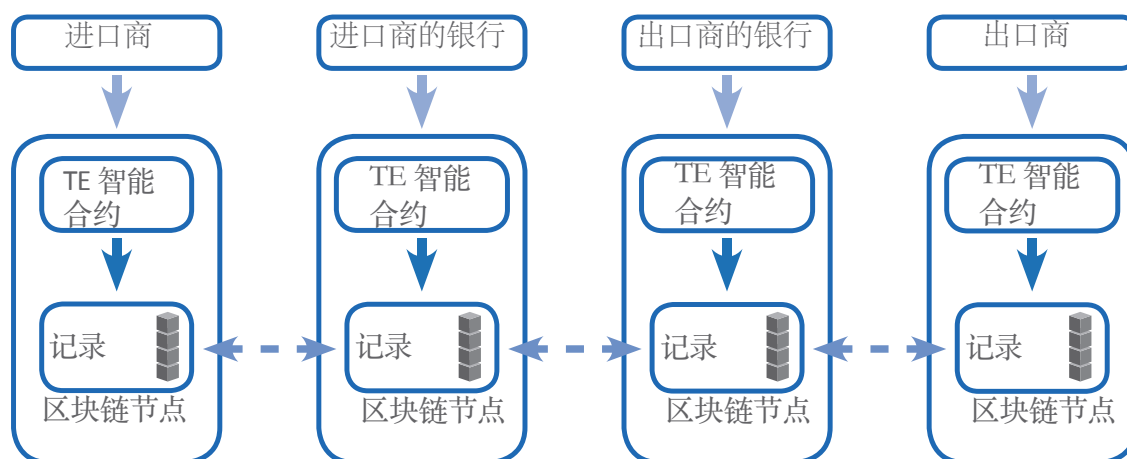 进口商
进口商的银行
出口商的银行
出口商
TE 智能
合约
TE 智能
合约
TE 智能
合约
TE 智能
合约
记录
记录
记录
记录
区块链节点
区块链节点
区块链节点
区块链节点